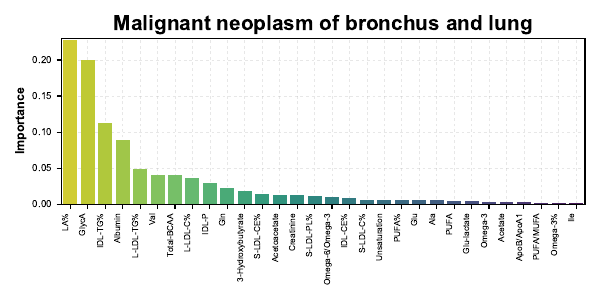 Malignant neoplasm of bronchus and lung
Importance
0.20
0.15
0.10
0.05
0.00
LA%
GlycA
IDL-TG%
Albumin
L-LDL-TG%
Val
Total-BCAA
L-LDL-C%
IDL-P
Gln
3-Hydroxybutyrate
S-LDL-CE%
Acetoacetate
Creatinine
S-LDL-PL%
Omega-6/Omega-3
IDL-CE%
S-LDL-C%
Unsaturation
PUFA%
Glu
Ala
PUFA
Glu-lactate
Omega-3
Acetate
ApoB/ApoA1
PUFA/MUFA
Omega-3%
Ile